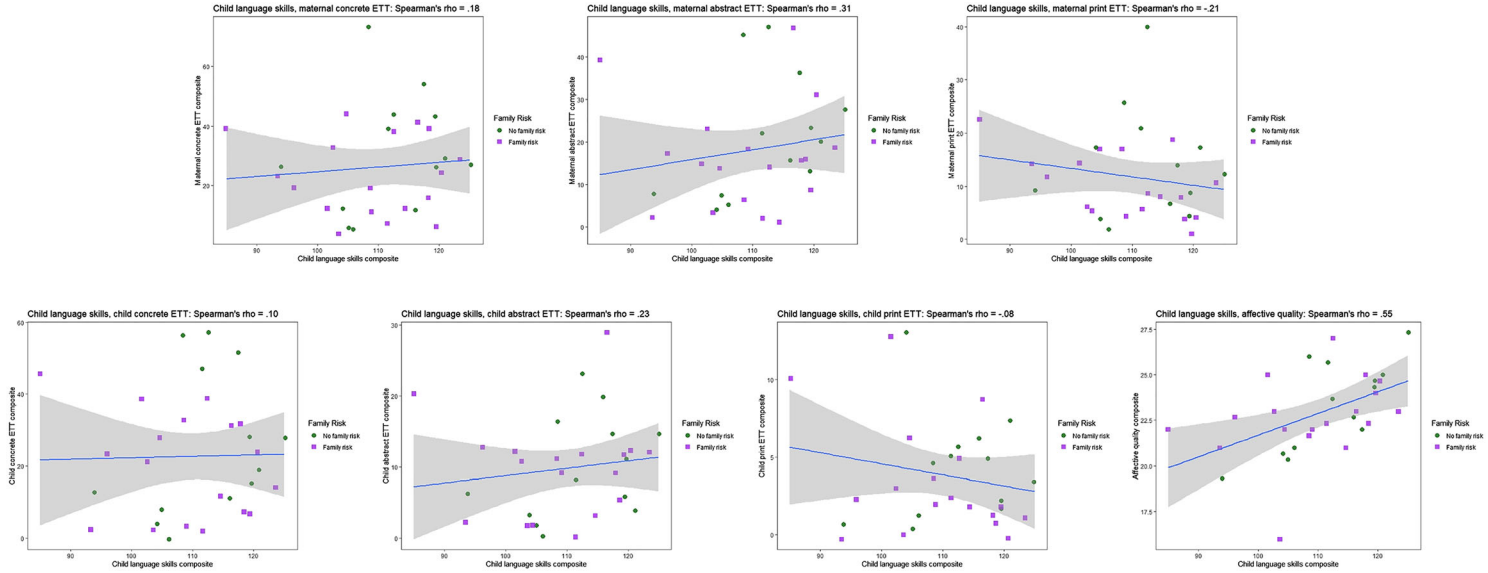 Child language skills, maternal concrete ETT: Spearman's rho = .18
Maternal concrete ETT composite
60
40
20
90
100
110
120
Child language skills composite
Family Risk
No family risk
Family risk
Child language skills, maternal abstract ETT: Spearman's rho = .31
Maternal abstract ETT composite
40
30
20
10
0
90
100
110
120
Child language skills composite
Family Risk
No family risk
Family risk
Child language skills, maternal print ETT: Spearman's rho = -.21
Maternal print ETT composite
40
30
20
10
0
90
100
110
120
Child language skills composite
Family Risk
No family risk
Family risk
Child language skills, child concrete ETT: Spearman's rho = .10
Child concrete ETT composite
60
40
20
0
90
100
110
120
Child language skills composite
Family Risk
No family risk
Family risk
Child language skills, child abstract ETT: Spearman's rho = .23
Child abstract ETT composite
30
20
10
0
90
100
110
120
Child language skills composite
Family Risk
No family risk
Family risk
Child language skills, child print ETT: Spearman's rho = -.08
Child print ETT composite
10
5
0
90
100
110
120
Child language skills composite
Family Risk
No family risk
Family risk
Child language skills, affective quality: Spearman's rho = .55
Affective quality composite
27.5
25.0
22.5
20.0
17.5
90
100
110
120
Child language skills composite
Family Risk
No family risk
Family risk